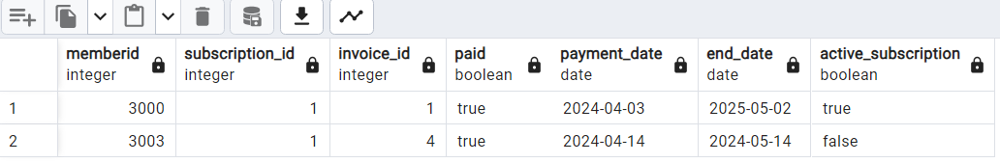 memberid subscription_id invoice_id paid payment_date end_date active_subscription
integer integer integer boolean date date boolean
1 3000 1 1 true 2024-04-03 2025-05-02 true
2 3003 1 4 true 2024-04-14 2024-05-14 false